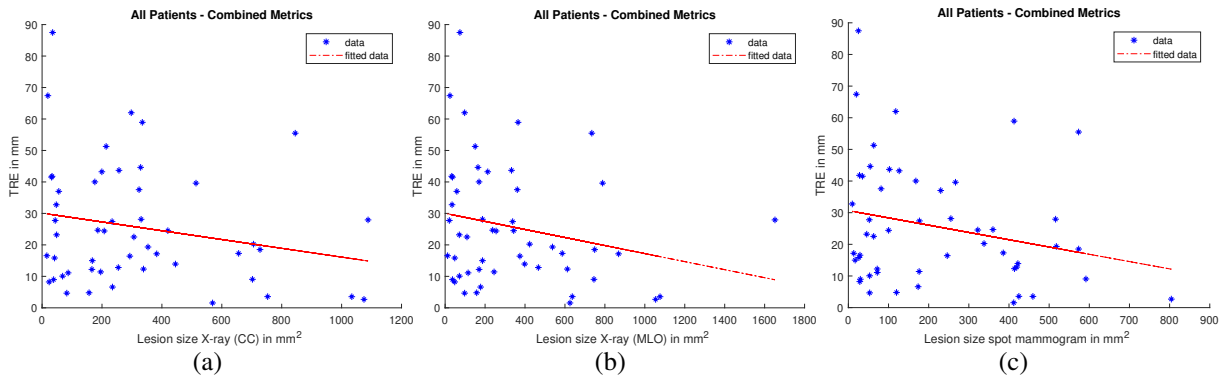 All Patients - Combined Metrics
data
fitted data
90
80
70
60
50
40
30
20
10
0
TRE in mm
0 200 400 600 800 1000 1200
Lesion size X-ray (CC) in mm²
(a)
All Patients - Combined Metrics
data
fitted data
90
80
70
60
50
40
30
20
10
0
TRE in mm
0 200 400 600 800 1000 1200 1400 1600 1800
Lesion size X-ray (MLO) in mm²
(b)
All Patients - Combined Metrics
data
fitted data
90
80
70
60
50
40
30
20
10
0
TRE in mm
0 100 200 300 400 500 600 700 800 900
Lesion size spot mammogram in mm²
(c)